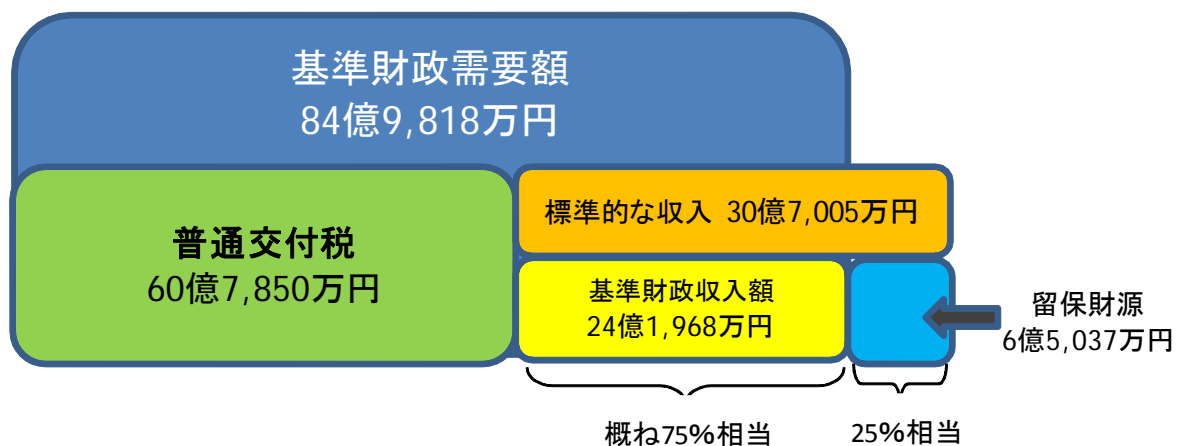 基準財政需要額
84億9,818万円
普通交付税
60億7,850万円
標準的な収入 30億7,005万円
基準財政収入額
24億1,968万円
留保財源
6億5,037万円
概ね75%相当
25%相当